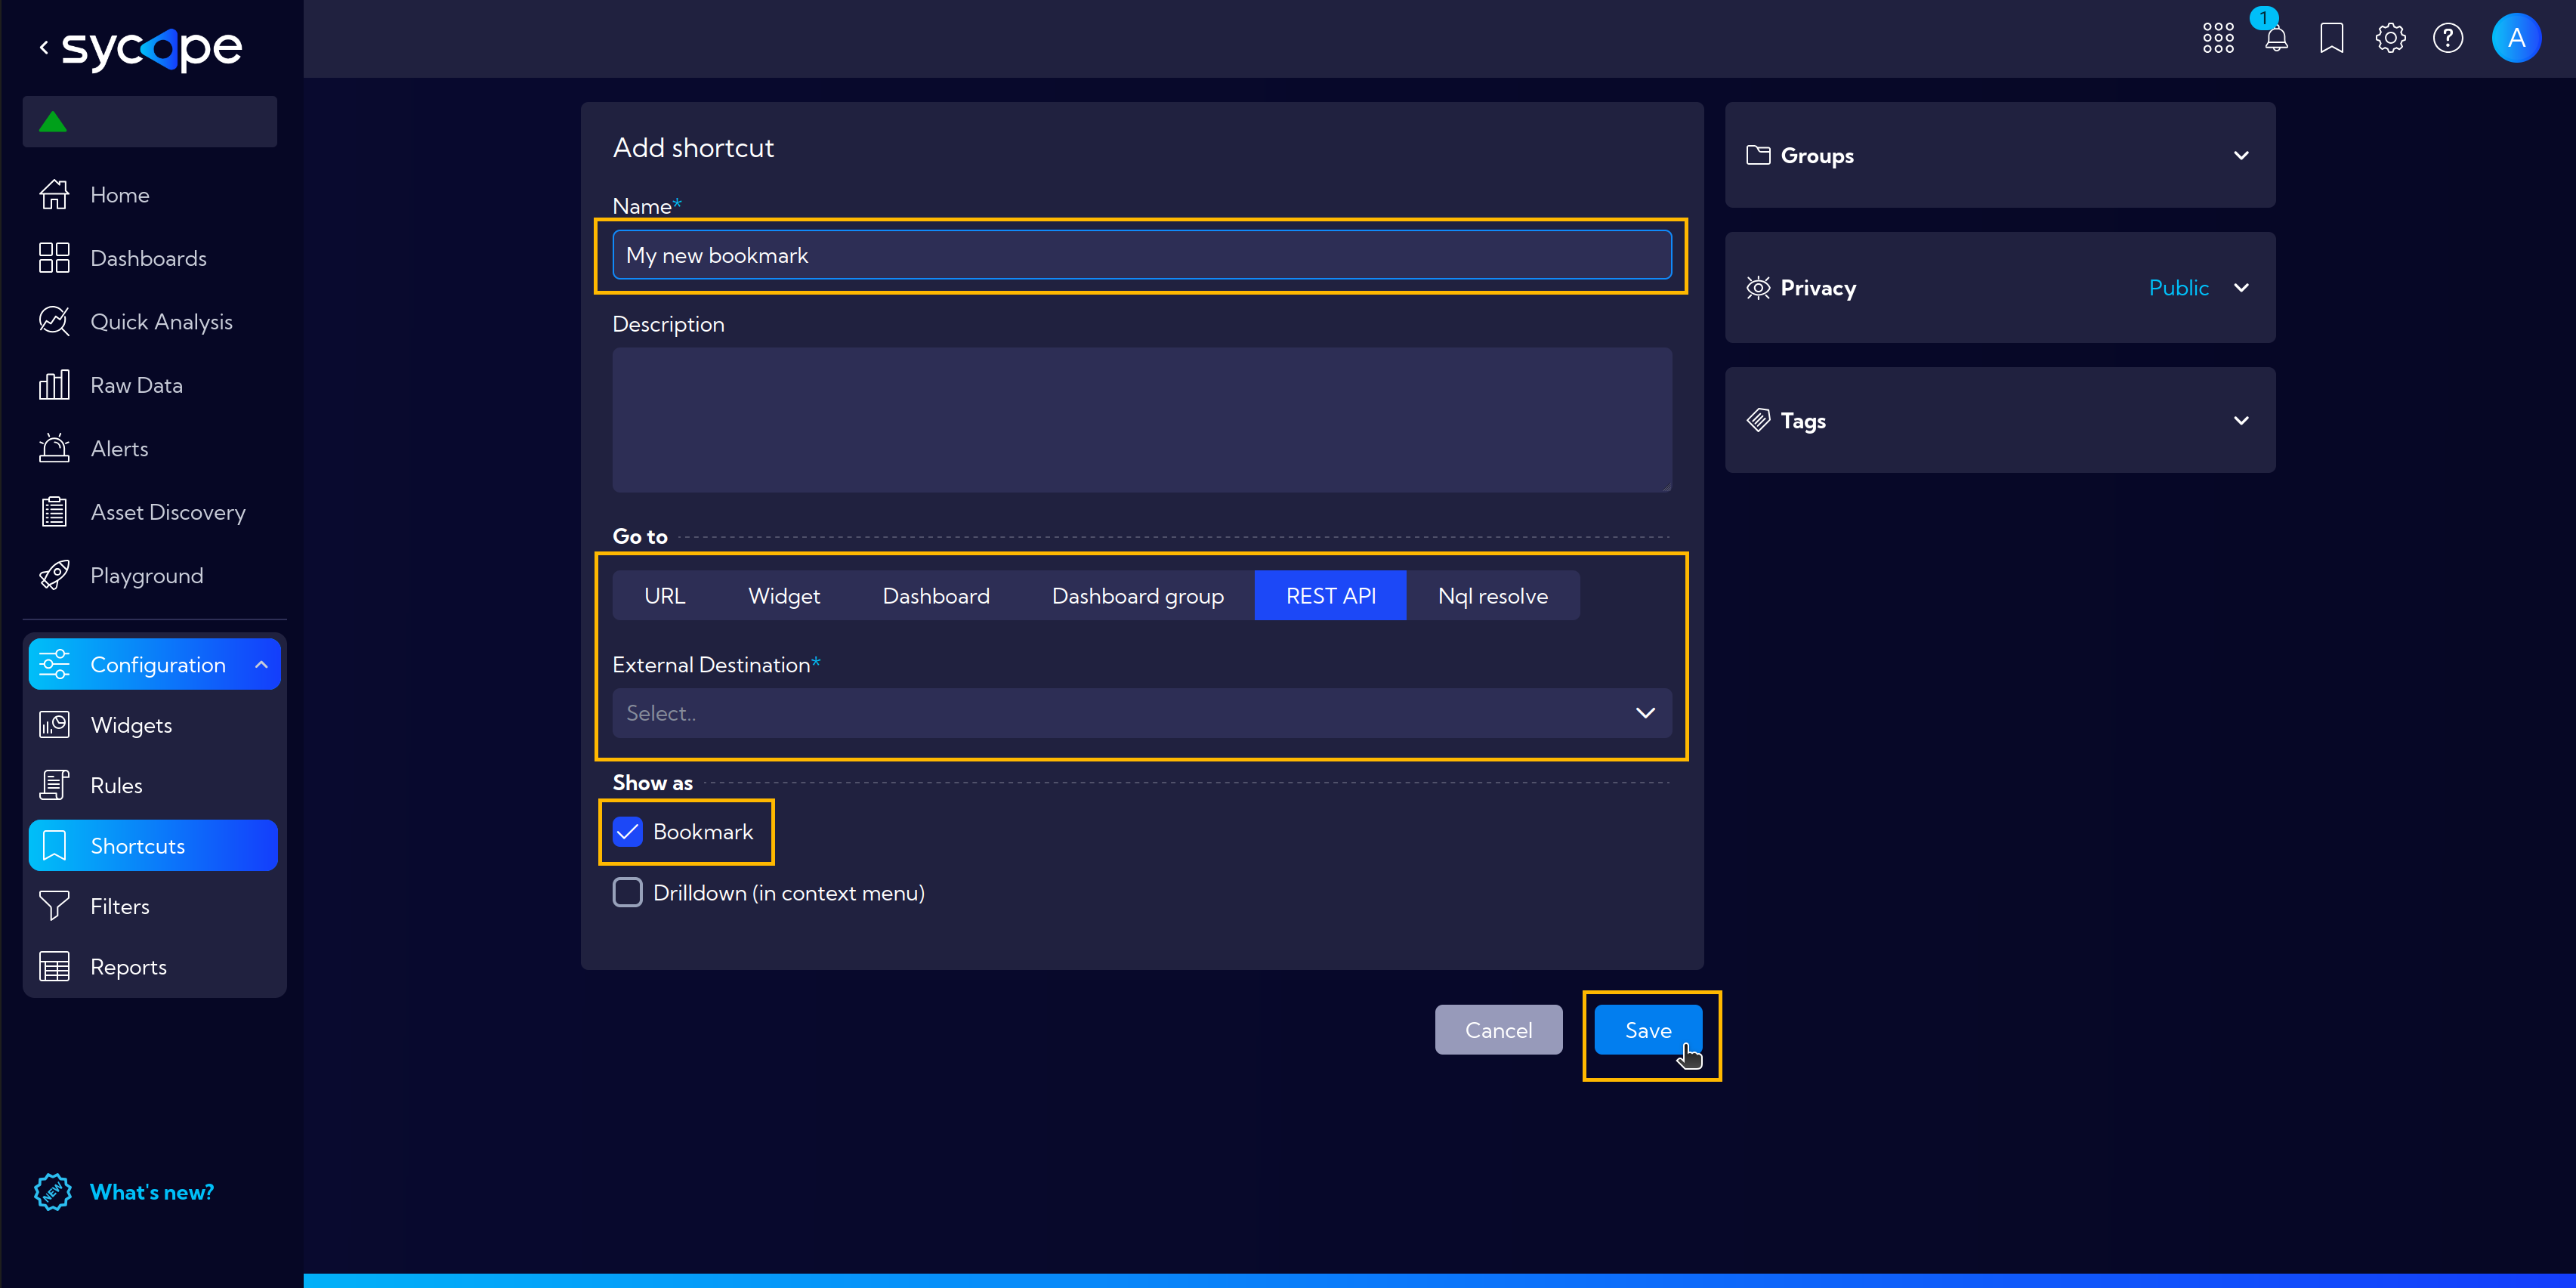 sycope
1
A
Home
Dashboards
Quick Analysis
Raw Data
Alerts
Asset Discovery
Playground
Configuration
Widgets
Rules
Shortcuts
Filters
Reports
NEW
What's new?
Add shortcut
Name*
My new bookmark
Description
Go to
URL Widget Dashboard Dashboard group REST API Nql resolve
External Destination*
Select..
Show as
Bookmark
Drilldown (in context menu)
Cancel Save
Groups
Privacy Public
Tags